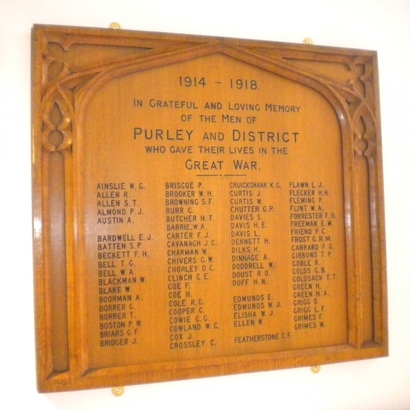 1914 - 1918.
IN GRATEFUL AND LOVING MEMORY
OF THE MEN OF
PURLEY AND DISTRICT
WHO GAVE THEIR LIVES IN THE
GREAT WAR.
AINSLIE W. G.
ALLEN R.
ALLEN S. T.
ALMOND P. J.
AUSTIN A.
BARDWELL E. J.
BATTEN S. P.
BECKETT F. H.
BELL T. G.
BELL W. A.
BLACKMAN W.
BLAKE W.
BOORMAN A.
BORRER G.
BORRER T.
BOSTON P. W.
BRIARS G. F.
BRIDGER J.
BRISCOE P.
BROOKER W. H.
BROWNING S. F.
BURR C.
BUTCHER H. T.
BARRIE, W. A.
CARTER F. J.
CAVANAGH J. C.
CHARMAN W.
CHIVERS G. W.
CHORLEY D. C.
CLINCH C. E.
COE F.
COE H.
COLE R. G.
COOPER C.
COWIE C. G.
COWLAND W. C.
COX J.
CROSSLEY C.
CRUICKSHANK K. G.
CURTIS J.
CURTIS W.
CHUTTER G. P.
DAVIES S.
DAVIS H. E.
DAVIS L.
DENNETT H.
DILKS H.
DINNAGE A.
DODDRELL W.
DOUST R. D.
DUFF H. N.
EDMUNDS E.
EDMUNDS W. J.
ELISHA W. J.
ELLEN W.
FEATHERSTONE C. F.
FLAWN L. J.
FLECKER H. H.
FLEMING P.
FLINT W. A.
FORRESTER F. G.
FREEMAN E. W.
FRIEND P. C.
FROST G. R. M.
GARRARD F. C.
GIBBONS T. P.
GOBLE R.
GOLDS G. B.
GOLDSACK T. T.
GREEN H.
GREEN H. A.
GRIGG D.
GRIGG L. F.
GRIMES F.
GRIMES W.